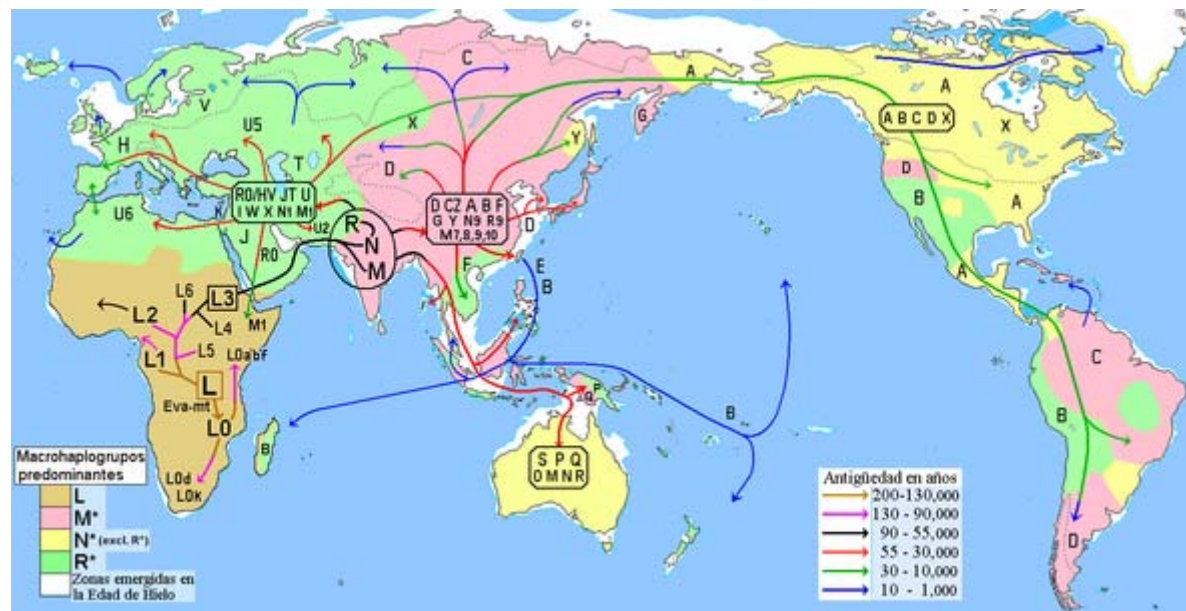 C
A
A
V
G
X
A B C D X
X
U5
H
T
Y
D
D
R0/HV JT U
I W X N1 M1
D CZ A B F
G Y N9 R9
M7,8,9,10
B
A
K
U6
R
N
M
U2
D
J
R0
F
E
B
A
L6
L3
L2
L4
M1
L5
L0abf
L1
L
Eva-mt
L0
C
P
Q
B
B
B
S P Q
O M N R
L0d
L0k
D
Macrohaplogrupos
predominantes
L
M*
N* (excl. R*)
R*
Zonas emergidas en
la Edad de Hielo
Antigüedad en años
200-130,000
130 - 90,000
90 - 55,000
55 - 30,000
30 - 10,000
10 - 1,000